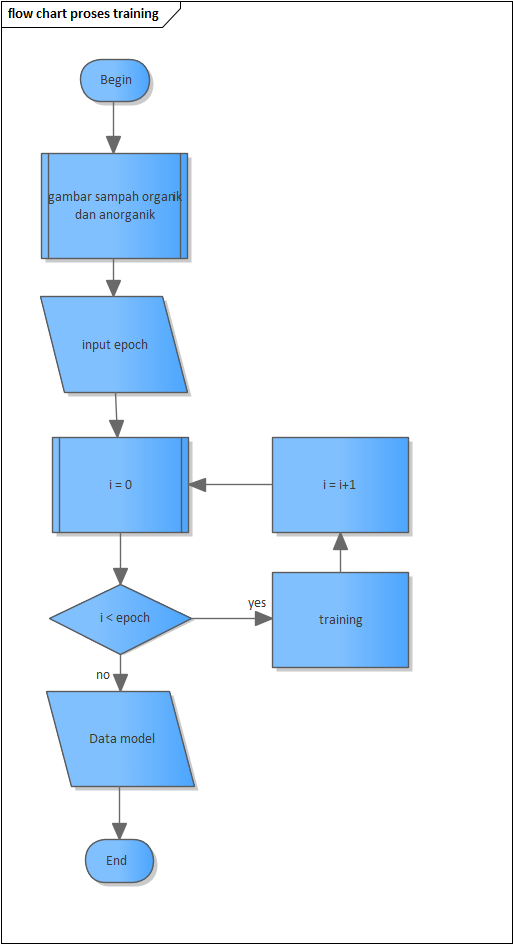 flow chart proses training
Begin
gambar sampah organik
dan anorganik
input epoch
i = 0
i = i+1
i < epoch
yes
training
no
Data model
End